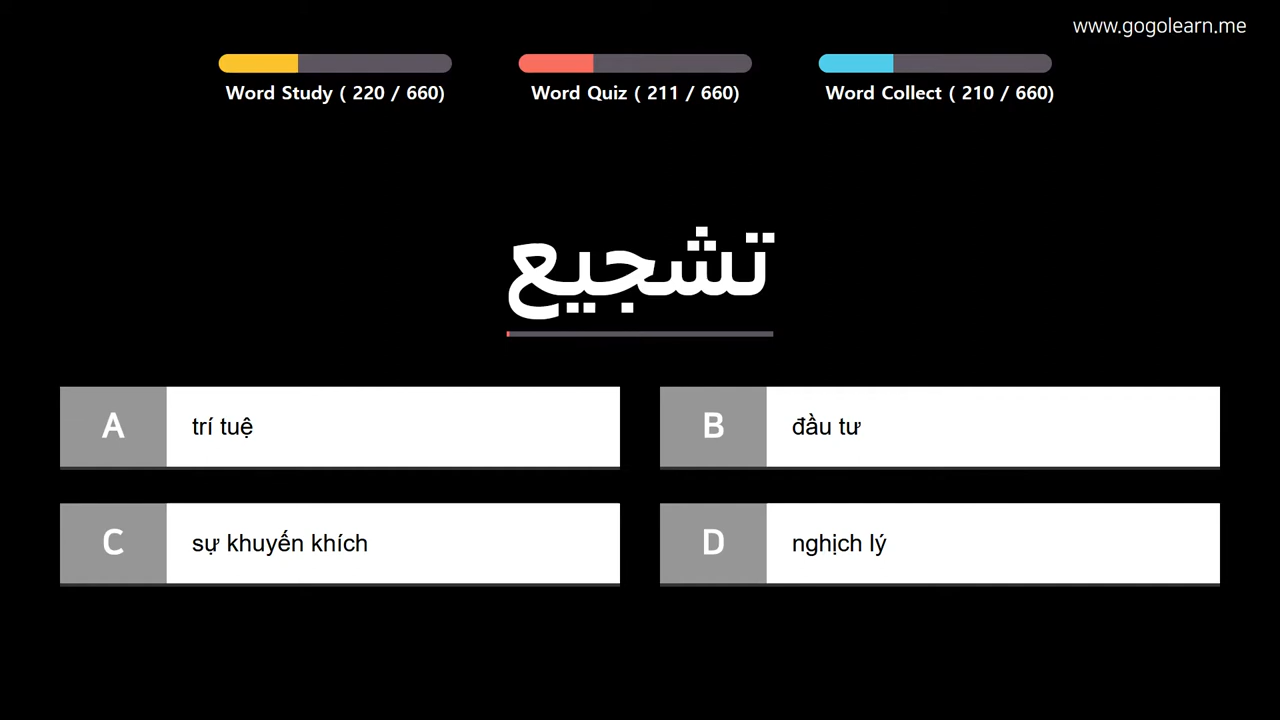 www.gogolearn.me
Word Study ( 220 / 660)
Word Quiz ( 211 / 660)
Word Collect ( 210 / 660)
تشجيع
A trí tuệ
B đầu tư
C sự khuyến khích
D nghịch lý